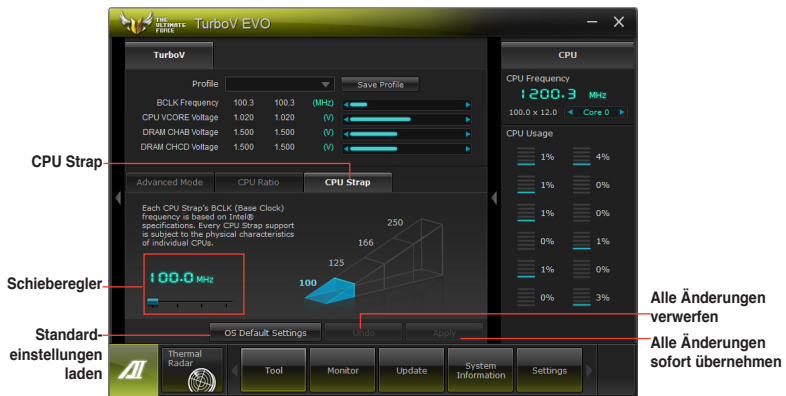 THE ULTIMATE FORCE TurboV EVO
TurboV
Profile
Save Profile
BCLK Frequency 100.3 100.3 (MHz)
CPU VCORE Voltage 1.020 1.020 (V)
DRAM CHAB Voltage 1.500 1.500 (V)
DRAM CHCD Voltage 1.500 1.500 (V)
CPU Strap
Advanced Mode CPU Ratio CPU Strap
Each CPU Strap's BCLK (Base Clock)
frequency is based on Intel®
specifications. Every CPU Strap support
is subject to the physical characteristics
of individual CPUs.
250
166
125
100
Schieberegler
100.0 MHz
Standard-
einstellungen
laden
OS Default Settings Undo Apply
CPU
CPU Frequency
1200.3 MHz
100.0 x 12.0 Core 0
CPU Usage
1% 4%
1% 0%
1% 0%
0% 1%
1% 0%
0% 3%
Alle Änderungen
verwerfen
Alle Änderungen
sofort übernehmen
AI
Thermal
Radar
Tool
Monitor
Update
System
Information
Settings